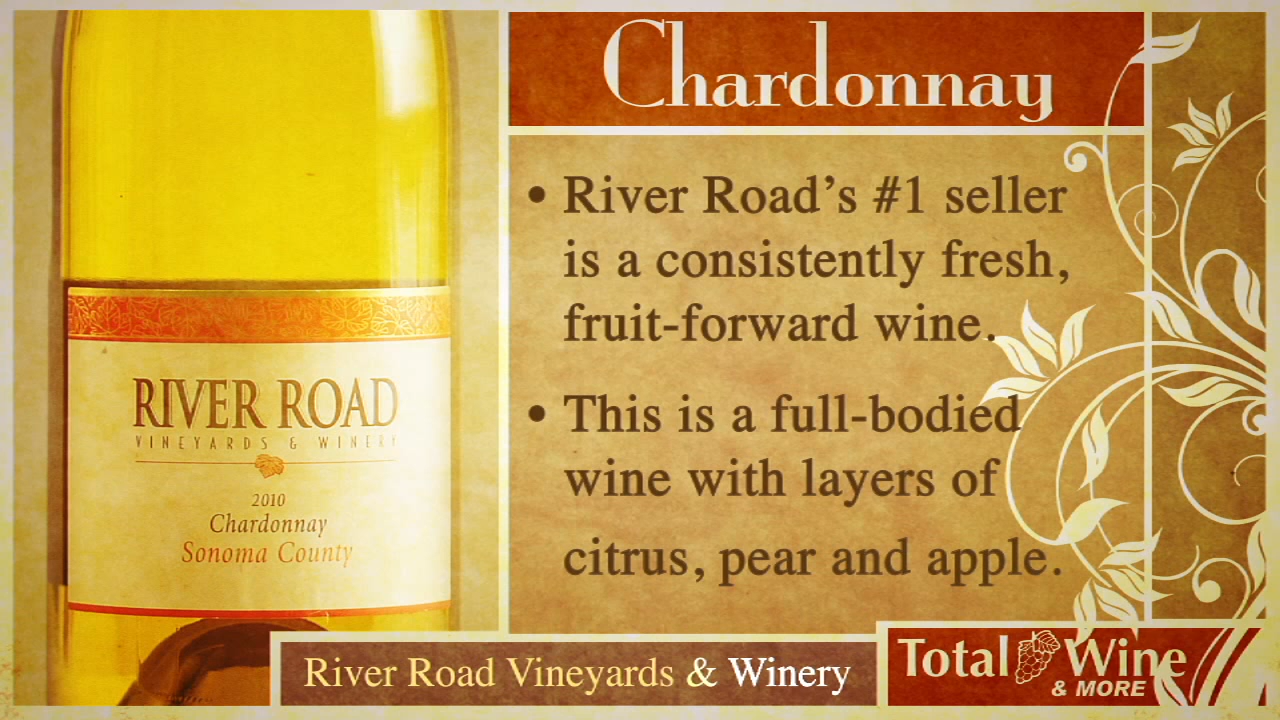 Chardonnay
• River Road's #1 seller
is a consistently fresh,
fruit-forward wine.
• This is a full-bodied
wine with layers of
citrus, pear and apple.
RIVER ROAD
VINEYARDS & WINERY
2010
Chardonnay
Sonoma County
River Road Vineyards & Winery
Total Wine
& MORE